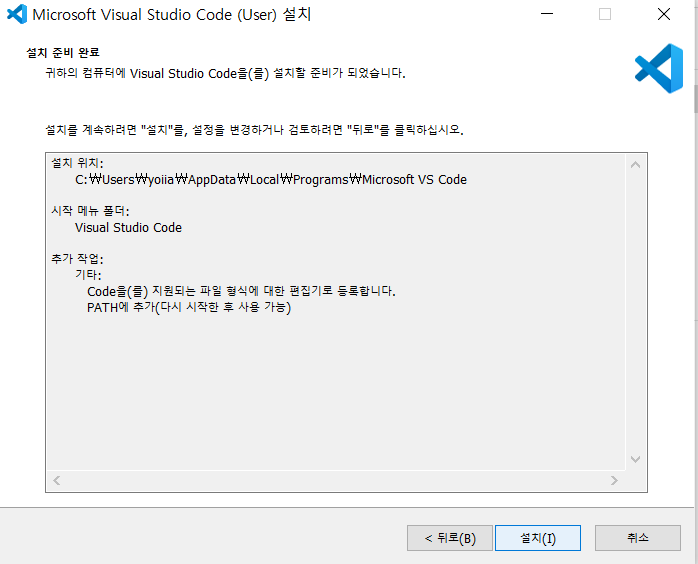 Microsoft Visual Studio Code (User) 설치
설치 준비 완료
귀하의 컴퓨터에 Visual Studio Code을(를) 설치할 준비가 되었습니다.
설치를 계속하려면 "설치"를, 설정을 변경하거나 검토하려면 "뒤로"를 클릭하십시오.
설치 위치:
C:₩Users₩yoiia₩AppData₩Local₩Programs₩Microsoft VS Code
시작 메뉴 폴더:
Visual Studio Code
추가 작업:
기타:
Code을(를) 지원되는 파일 형식에 대한 편집기로 등록합니다.
PATH에 추가(다시 시작한 후 사용 가능)
< 뒤로(B)
설치(I)
취소